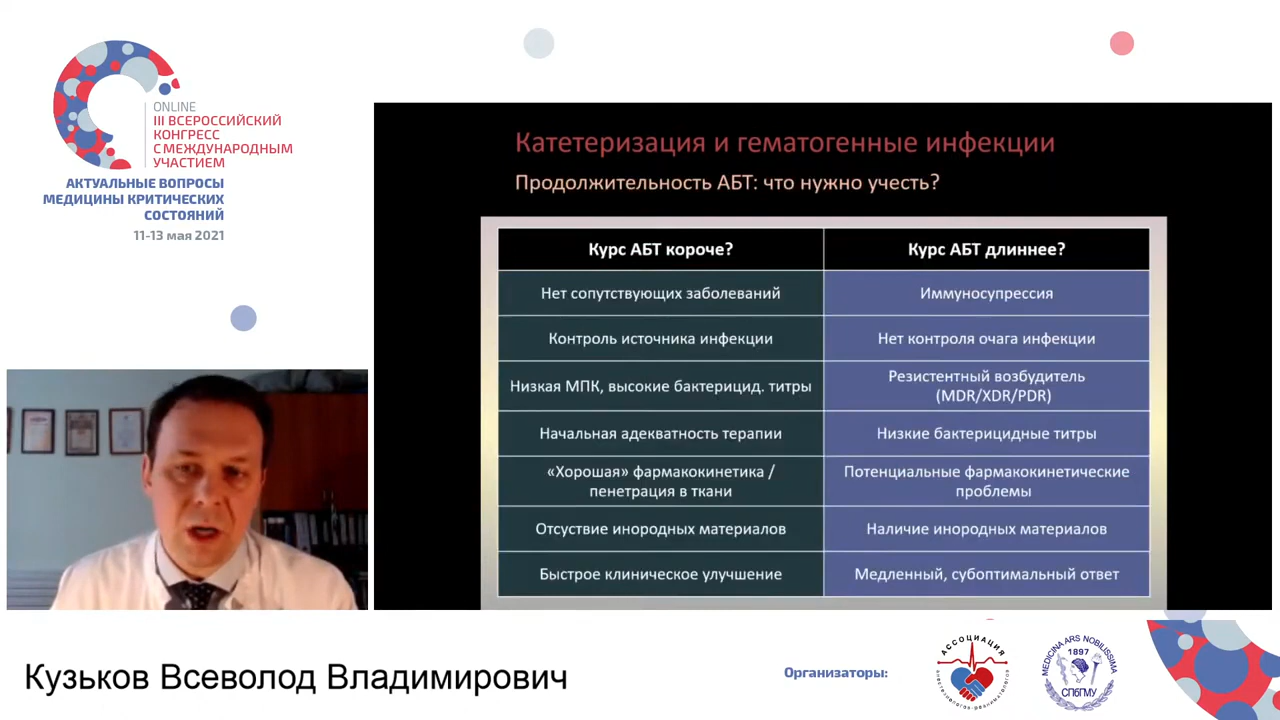 ONLINE
III ВСЕРОССИЙСКИЙ
КОНГРЕСС
С МЕЖДУНАРОДНЫМ
УЧАСТИЕМ
АКТУАЛЬНЫЕ ВОПРОСЫ
МЕДИЦИНЫ КРИТИЧЕСКИХ
СОСТОЯНИЙ
11-13 мая 2021
Катетеризация и гематогенные инфекции
Продолжительность АБТ: что нужно учесть?
Курс АБТ короче?
Курс АБТ длиннее?
Нет сопутствующих заболеваний
Иммуносупрессия
Контроль источника инфекции
Нет контроля очага инфекции
Низкая МПК, высокие бактерицид. титры
Резистентный возбудитель
(MDR/XDR/PDR)
Начальная адекватность терапии
Низкие бактерицидные титры
«Хорошая» фармакокинетика /
пенетрация в ткани
Потенциальные фармакокинетические
проблемы
Отсуствие инородных материалов
Наличие инородных материалов
Быстрое клиническое улучшение
Медленный, субоптимальный ответ
Кузьков Всеволод Владимирович
Организаторы:
АССОЦИАЦИЯ
анестезиологов-реаниматологов
MEDICINA ARS NOBILISSIMA
1897
СПбГМУ